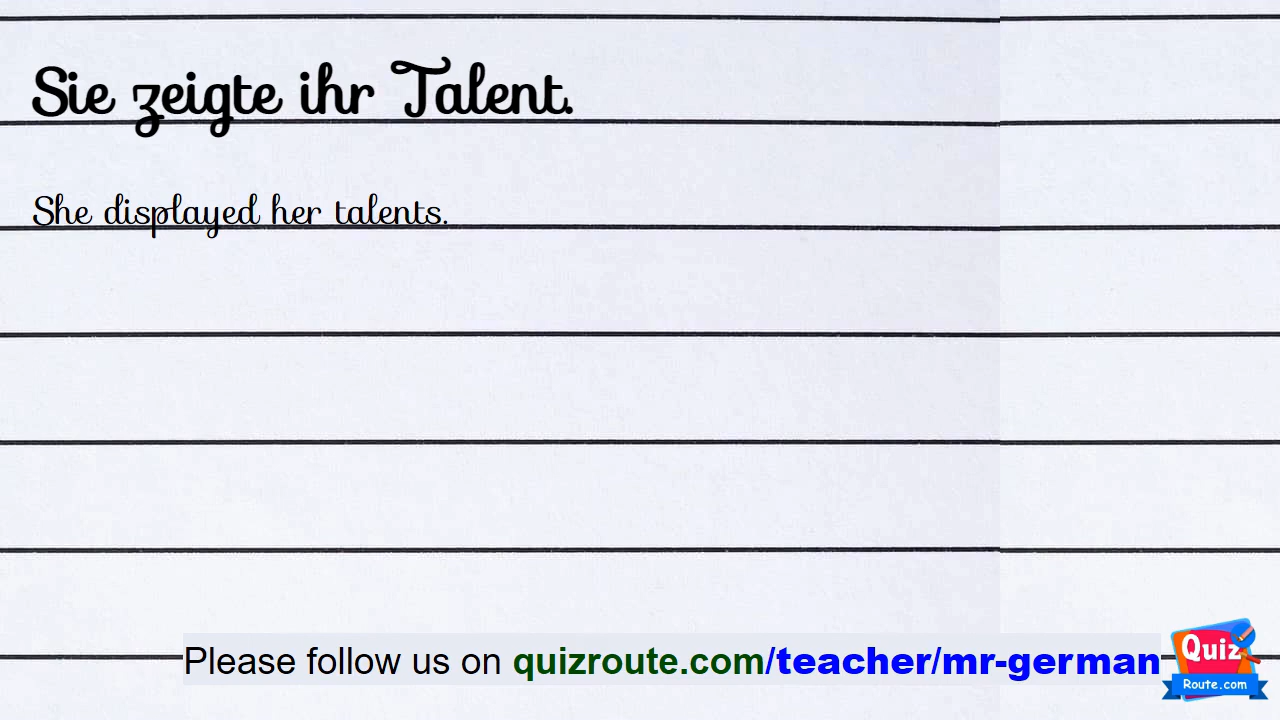 Sie zeigte ihr Talent.
She displayed her talents.
Please follow us on quizroute.com/teacher/mr-german
Quiz
Route.com